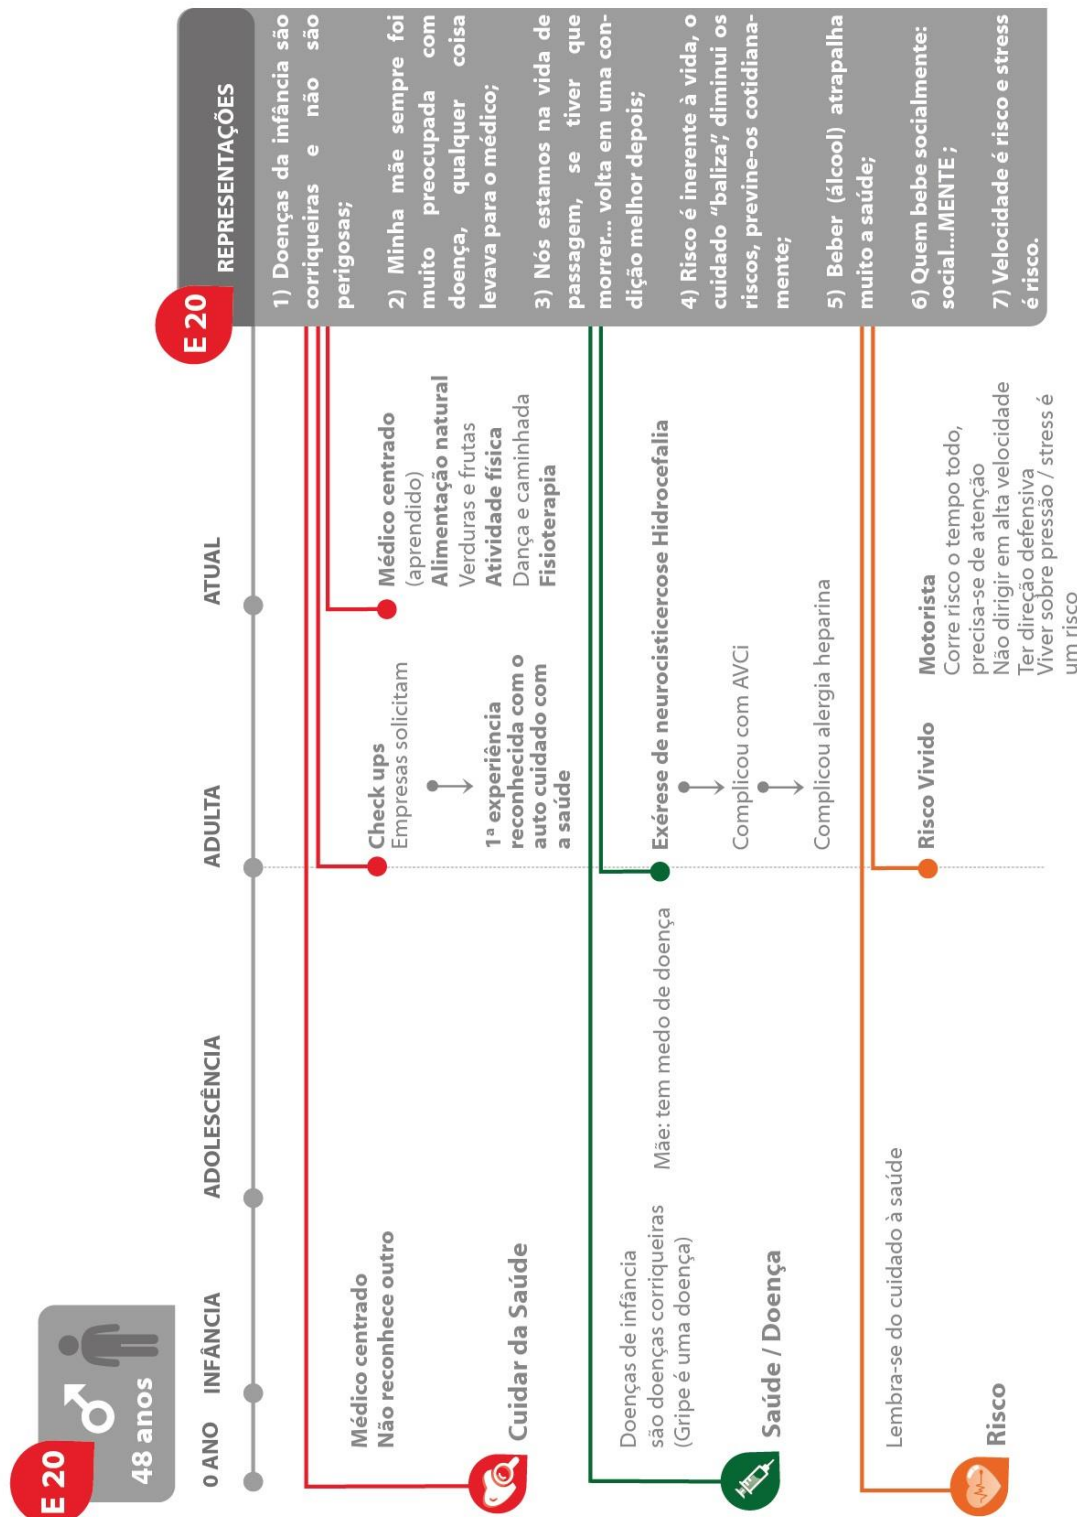 E 20
48 anos
0 ANO
INFÂNCIA
ADOLESCÊNCIA
ADULTA
ATUAL
E 20
REPRESENTAÇÕES
Médico centrado
Não reconhece outro
Cuidar da Saúde
Check ups
Empresas solicitam
1ª experiência
reconhecida com o
auto cuidado com
a saúde
Médico centrado
(aprendido)
Alimentação natural
Verduras e frutas
Atividade física
Dança e caminhada
Fisioterapia
Doenças de infância
são doenças corriqueiras
(Gripe é uma doença)
Saúde / Doença
Mãe: tem medo de doença
Exérese de neurocisticercose Hidrocefalia
Complicou com AVCi
Complicou alergia heparina
Lembra-se do cuidado à saúde
Risco
Risco Vivido
Motorista
Corre risco o tempo todo,
precisa-se de atenção
Não dirigir em alta velocidade
Ter direção defensiva
Viver sobre pressão / stress é
um risco
1) Doenças da infância são
corriqueiras e não são
perigosas;
2) Minha mãe sempre foi
muito preocupada com
doença, qualquer coisa
levava para o médico;
3) Nós estamos na vida de
passagem, se tiver que
morrer... volta em uma con-
dição melhor depois;
4) Risco é inerente à vida, o
cuidado “baliza”, diminui os
riscos, previne-os cotidiana-
mente;
5) Beber (álcool) atrapalha
muito a saúde;
6) Quem bebe socialmente:
social...MENTE ;
7) Velocidade é risco e stress
é risco.